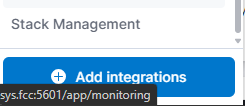 Stack Management
Add integrations
sys.fcc:5601/app/monitoring